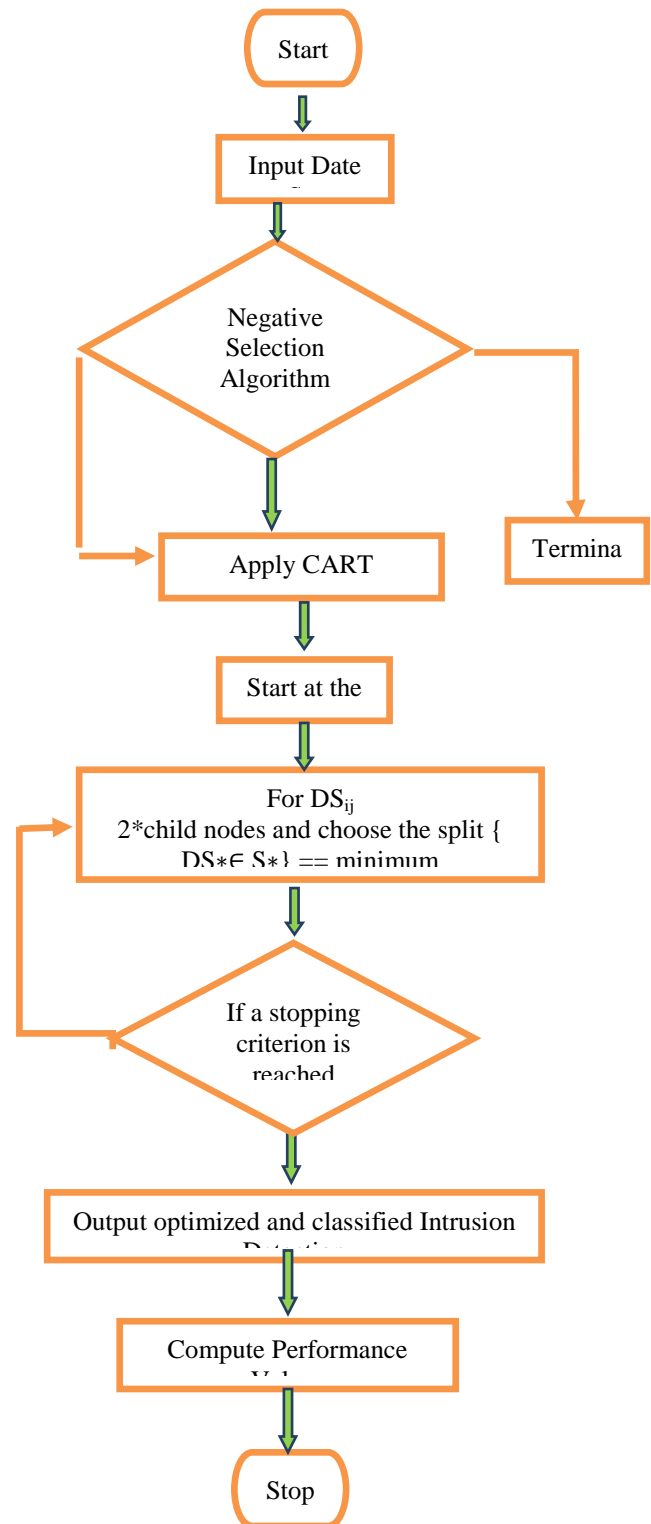 Start
Input Date
Negative
Selection
Algorithm
Apply CART
Termina
Start at the
For DSij
2*child nodes and choose the split {
DS*∈ S*} == minimum
If a stopping
criterion is
reached
Output optimized and classified Intrusion
Detection
Compute Performance
Stop